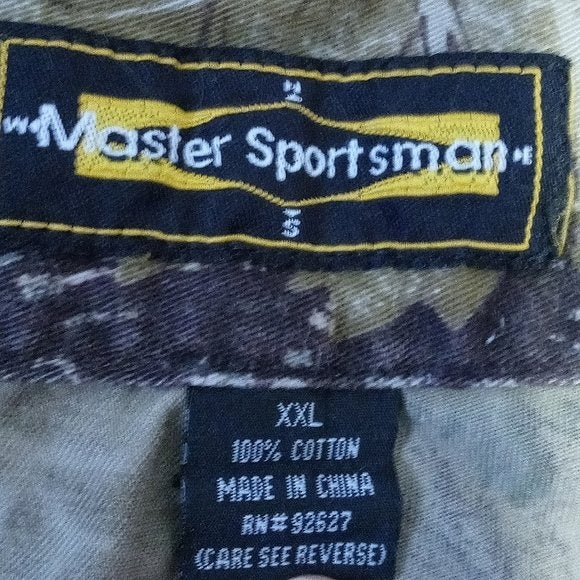 N
W Master Sportsman E
S
XXL
100% COTTON
MADE IN CHINA
RN# 92627
(CARE SEE REVERSE)